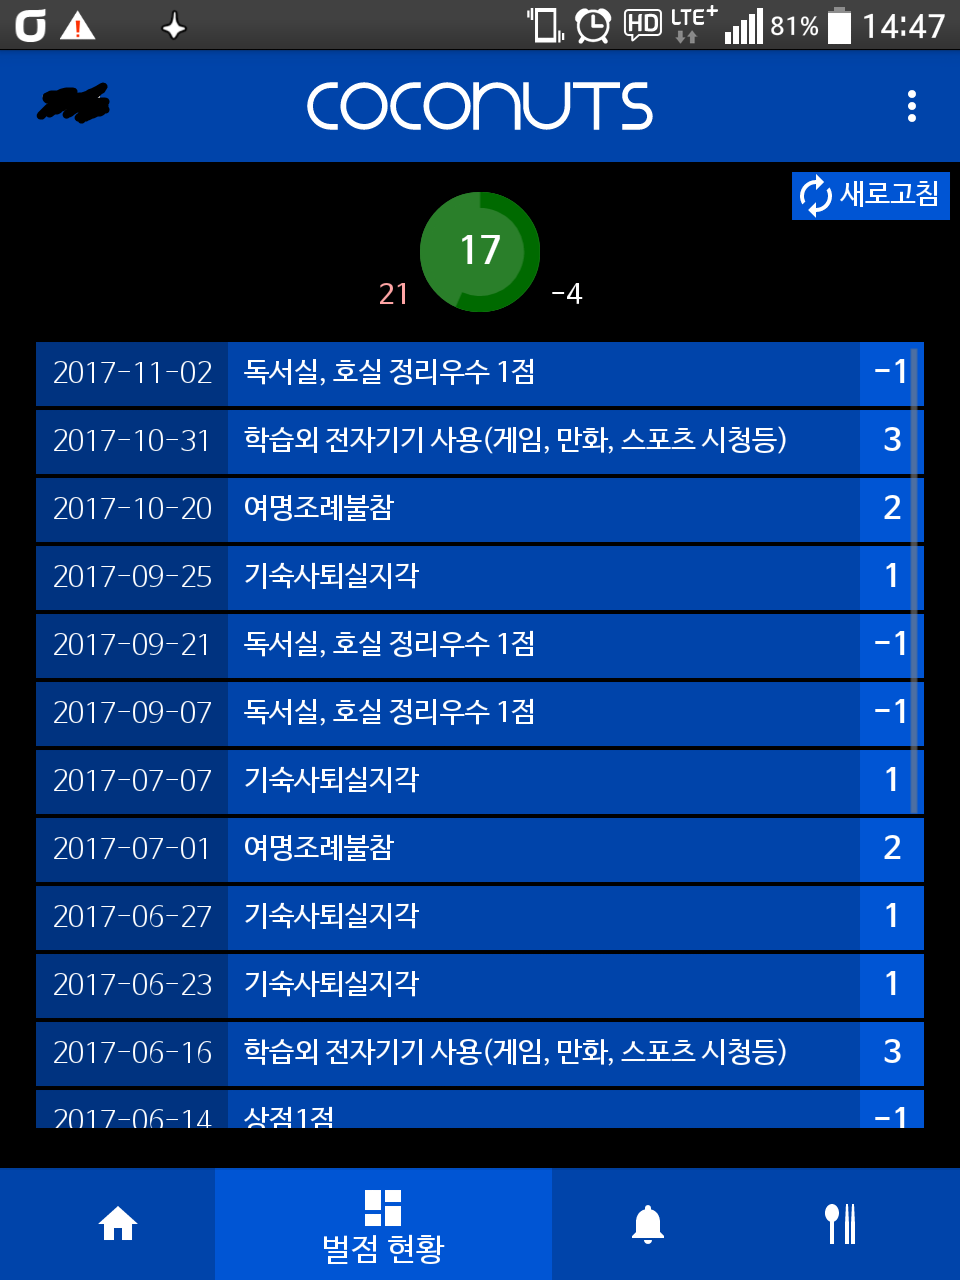 HD LTE+ 81% 14:47
COCONUTS
새로고침
17
21 -4
2017-11-02 독서실, 호실 정리우수 1점 -1
2017-10-31 학습외 전자기기 사용(게임, 만화, 스포츠 시청등) 3
2017-10-20 여명조례불참 2
2017-09-25 기숙사퇴실지각 1
2017-09-21 독서실, 호실 정리우수 1점 -1
2017-09-07 독서실, 호실 정리우수 1점 -1
2017-07-07 기숙사퇴실지각 1
2017-07-01 여명조례불참 2
2017-06-27 기숙사퇴실지각 1
2017-06-23 기숙사퇴실지각 1
2017-06-16 학습외 전자기기 사용(게임, 만화, 스포츠 시청등) 3
2017-06-14 상점1점 -1
벌점 현황